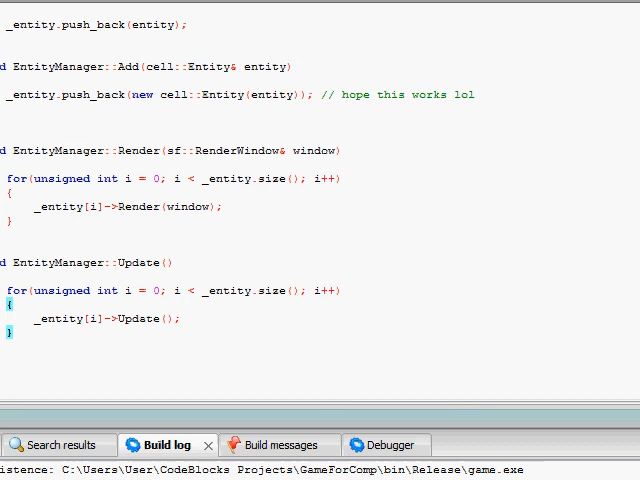 _entity.push_back(entity);
d EntityManager::Add(cell::Entity& entity)
_entity.push_back(new cell::Entity(entity)); // hope this works lol
d EntityManager::Render(sf::RenderWindow& window)
for(unsigned int i = 0; i < _entity.size(); i++)
{
_entity[i]->Render(window);
}
d EntityManager::Update()
for(unsigned int i = 0; i < _entity.size(); i++)
{
_entity[i]->Update();
}
Search results Build log Build messages Debugger
istence: C:\Users\User\CodeBlocks Projects\GameForComp\bin\Release\game.exe